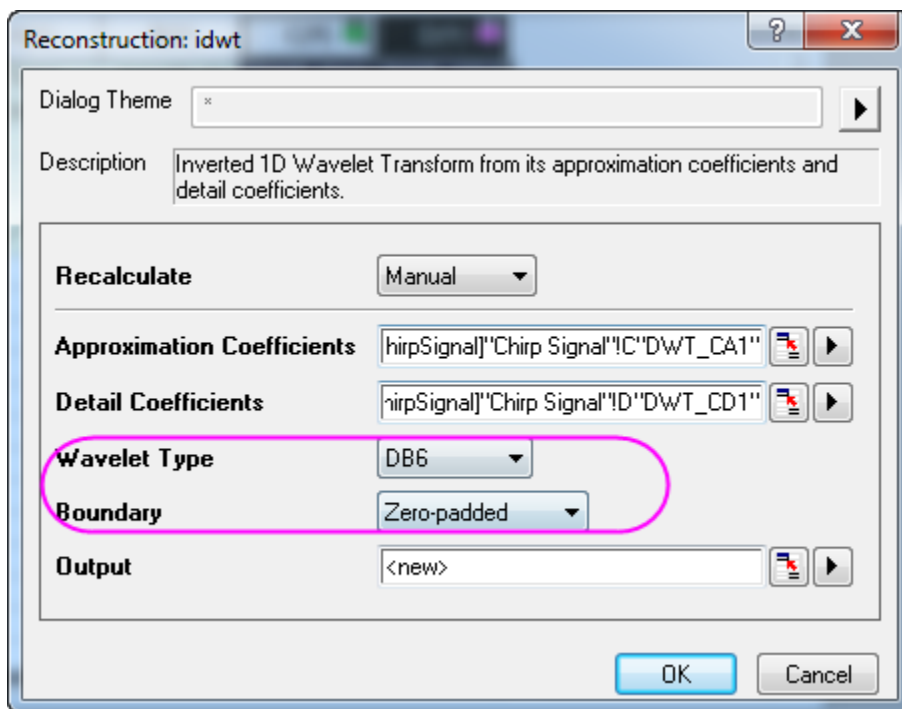 Reconstruction: idwt
Dialog Theme *
Description Inverted 1D Wavelet Transform from its approximation coefficients and
detail coefficients.
Recalculate Manual
Approximation Coefficients hirpSignal]"Chirp Signal"!C"DWT_CA1"
Detail Coefficients hirpSignal]"Chirp Signal"!D"DWT_CD1"
Wavelet Type DB6
Boundary Zero-padded
Output <new>
OK Cancel